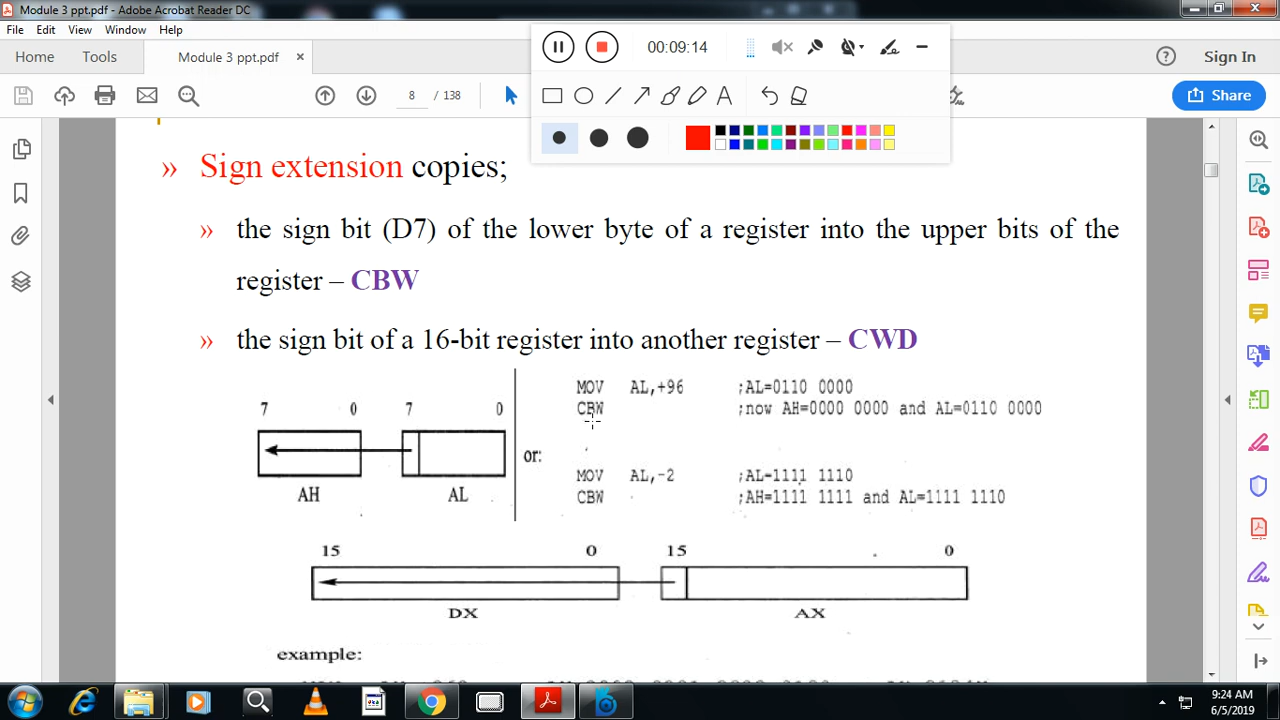 Module 3 ppt.pdf - Adobe Acrobat Reader DC
File Edit View Window Help
Home Tools Module 3 ppt.pdf ×
00:09:14
Sign In
8 / 138
Share
A
» Sign extension copies;
» the sign bit (D7) of the lower byte of a register into the upper bits of the
register – CBW
» the sign bit of a 16-bit register into another register – CWD
7 0 7 0
AH AL
or:
MOV AL,+96 ;AL=0110 0000
CBW ;now AH=0000 0000 and AL=0110 0000
MOV AL,-2 ;AL=1111 1110
CBW ;AH=1111 1111 and AL=1111 1110
15 0 15 0
DX AX
example:
9:24 AM
6/5/2019